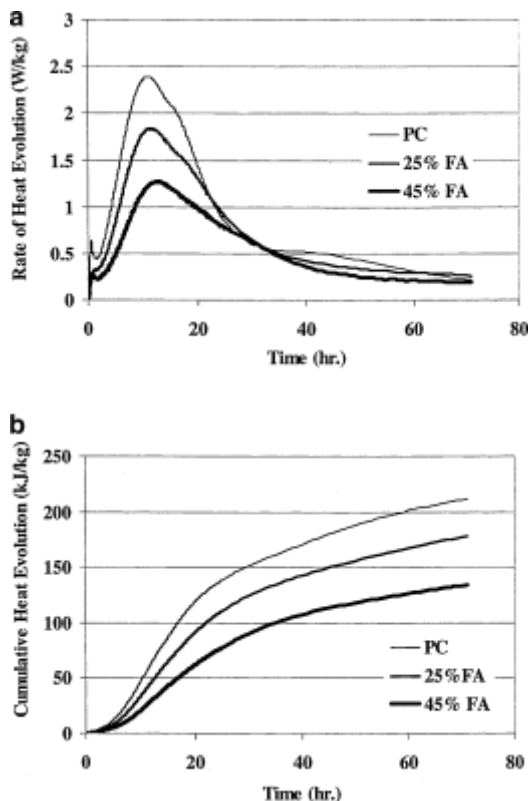 a
Rate of Heat Evolution (W/kg)
3
2.5
2
1.5
1
0.5
0
PC
25% FA
45% FA
0 20 40 60 80
Time (hr.)
b
Cumulative Heat Evolution (kJ/kg)
250
200
150
100
50
0
PC
25%FA
45% FA
0 20 40 60 80
Time (hr.)